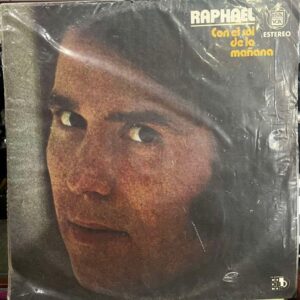 RAPHAEL
Con el sol
de la
mañana
ESTEREO